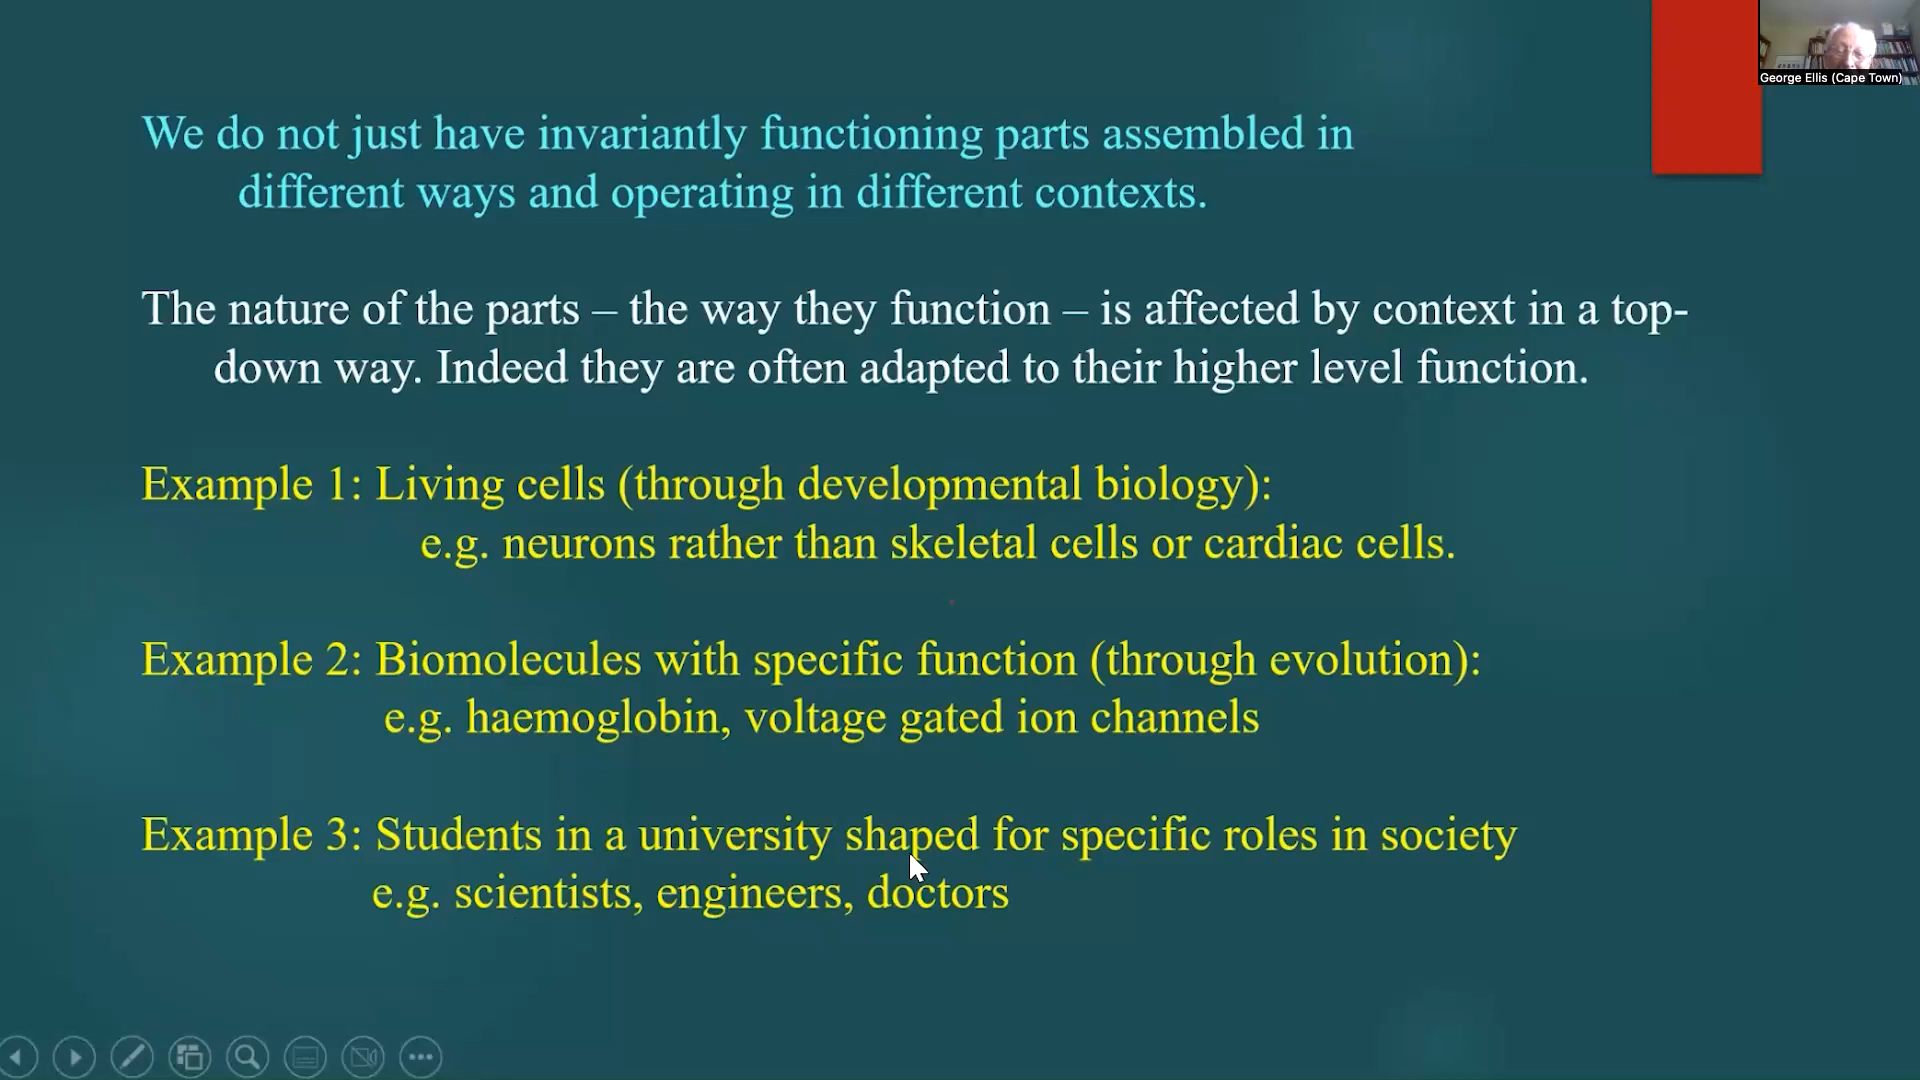 George Ellis (Cape Town)
We do not just have invariantly functioning parts assembled in
different ways and operating in different contexts.
The nature of the parts – the way they function – is affected by context in a top-
down way. Indeed they are often adapted to their higher level function.
Example 1: Living cells (through developmental biology):
e.g. neurons rather than skeletal cells or cardiac cells.
Example 2: Biomolecules with specific function (through evolution):
e.g. haemoglobin, voltage gated ion channels
Example 3: Students in a university shaped for specific roles in society
e.g. scientists, engineers, doctors